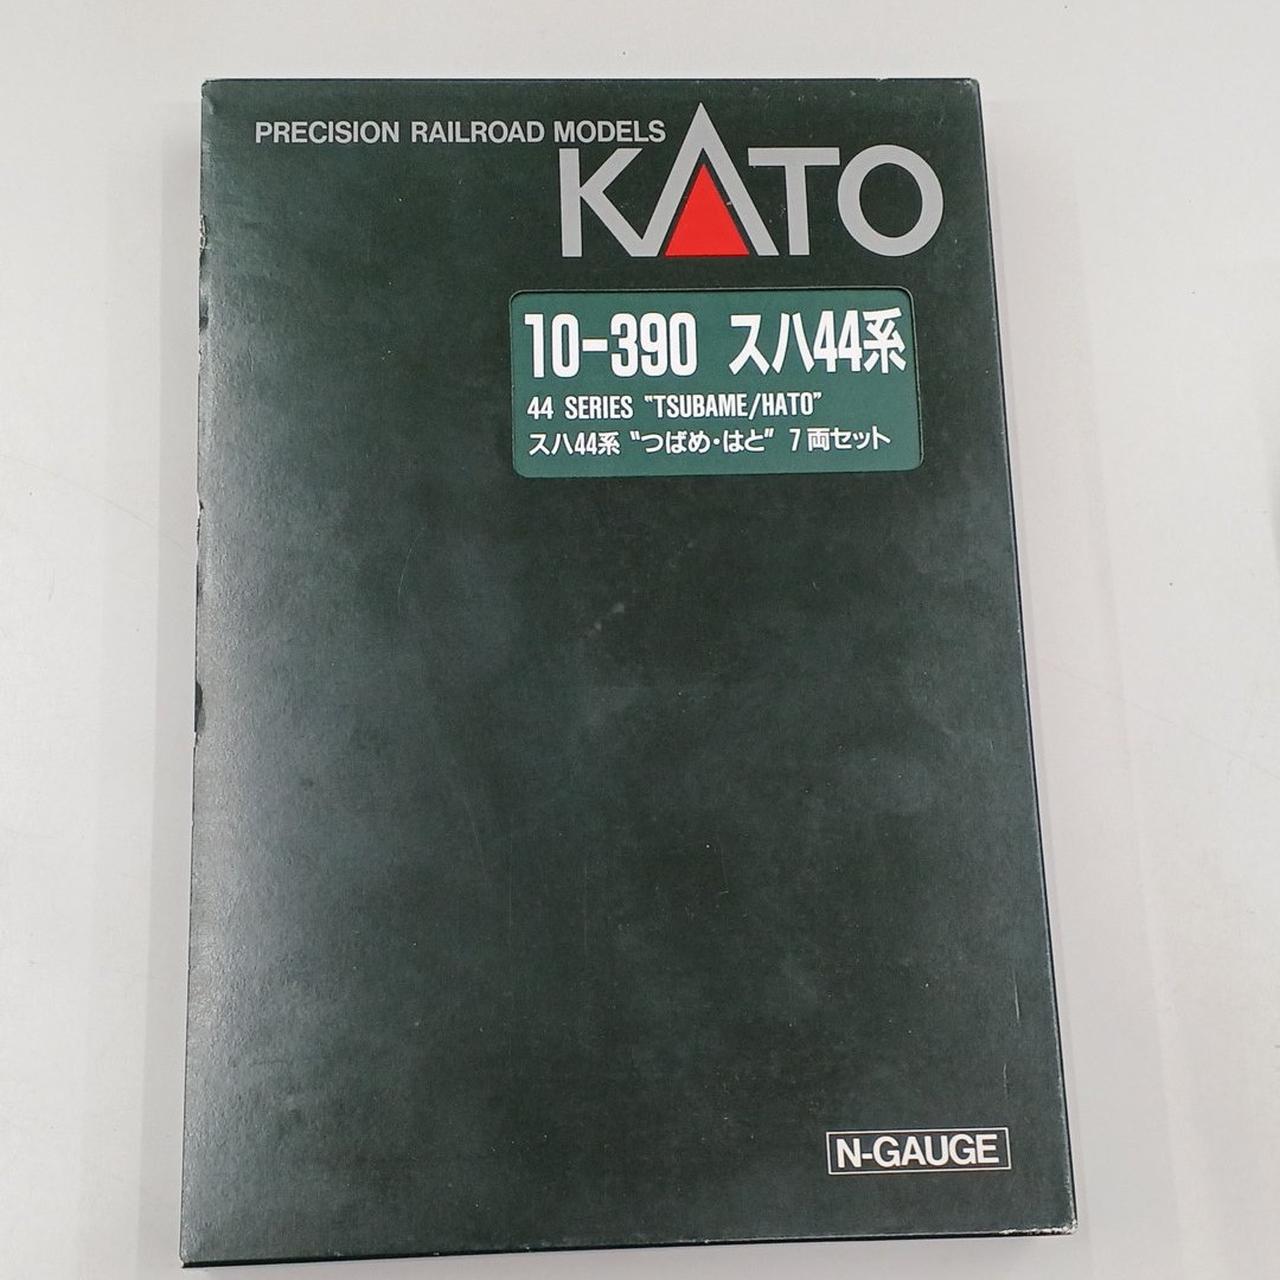 PRECISION RAILROAD MODELS
KATO
10-390 スハ44系
44 SERIES "TSUBAME/HATO"
スハ44系 "つばめ・はと" 7両セット
N-GAUGE